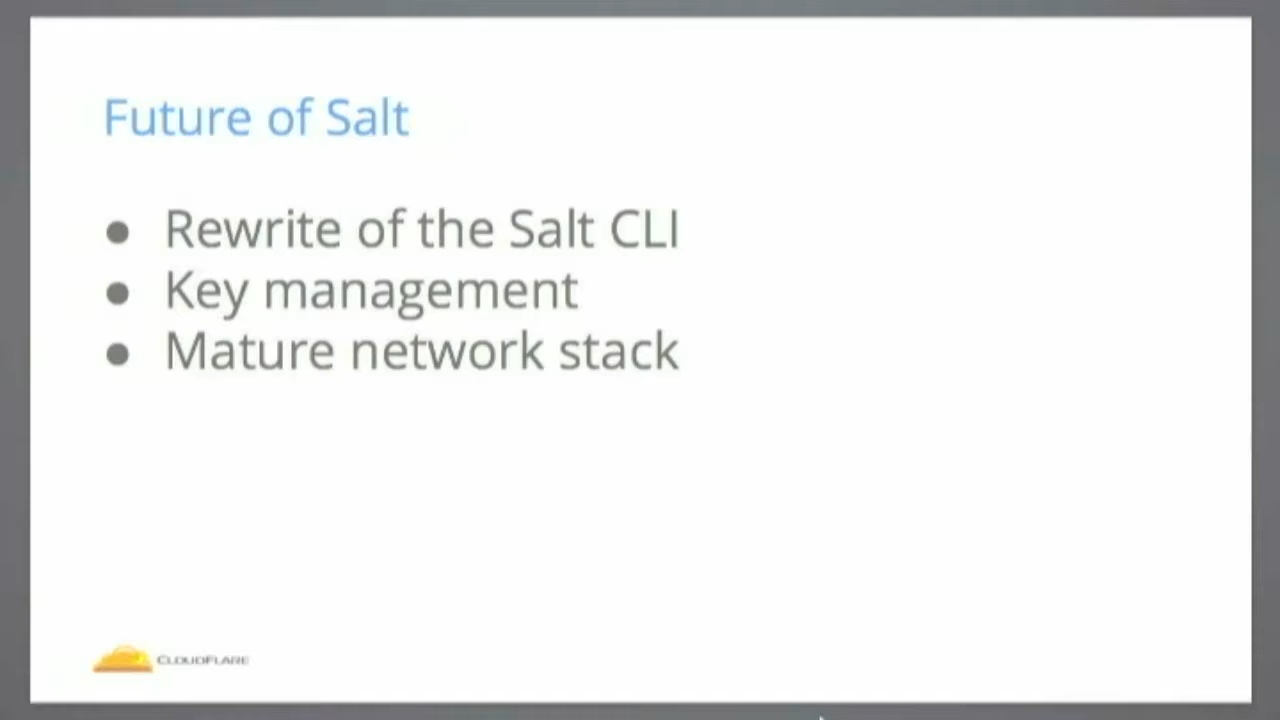 Future of Salt
● Rewrite of the Salt CLI
● Key management
● Mature network stack
CLOUDFLARE